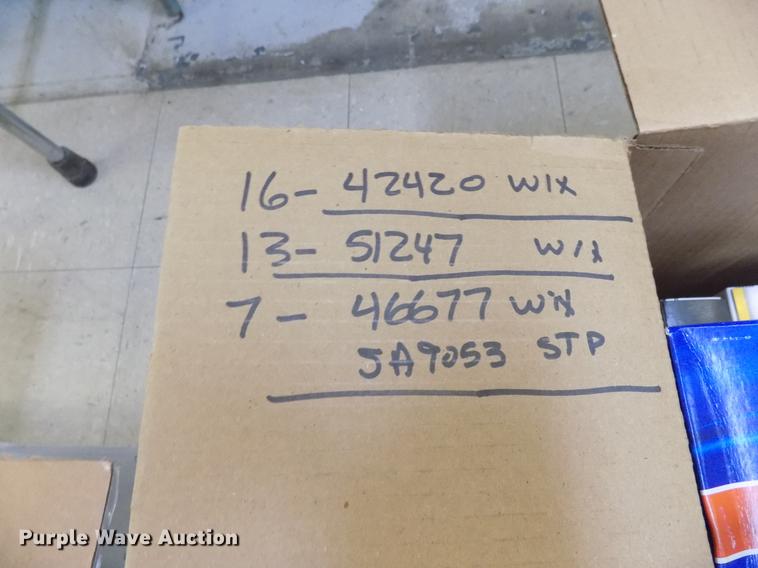 16- 42420 WIX
13- 51247 WIX
7- 46677 WIX
SA9053 STP
Purple Wave Auction